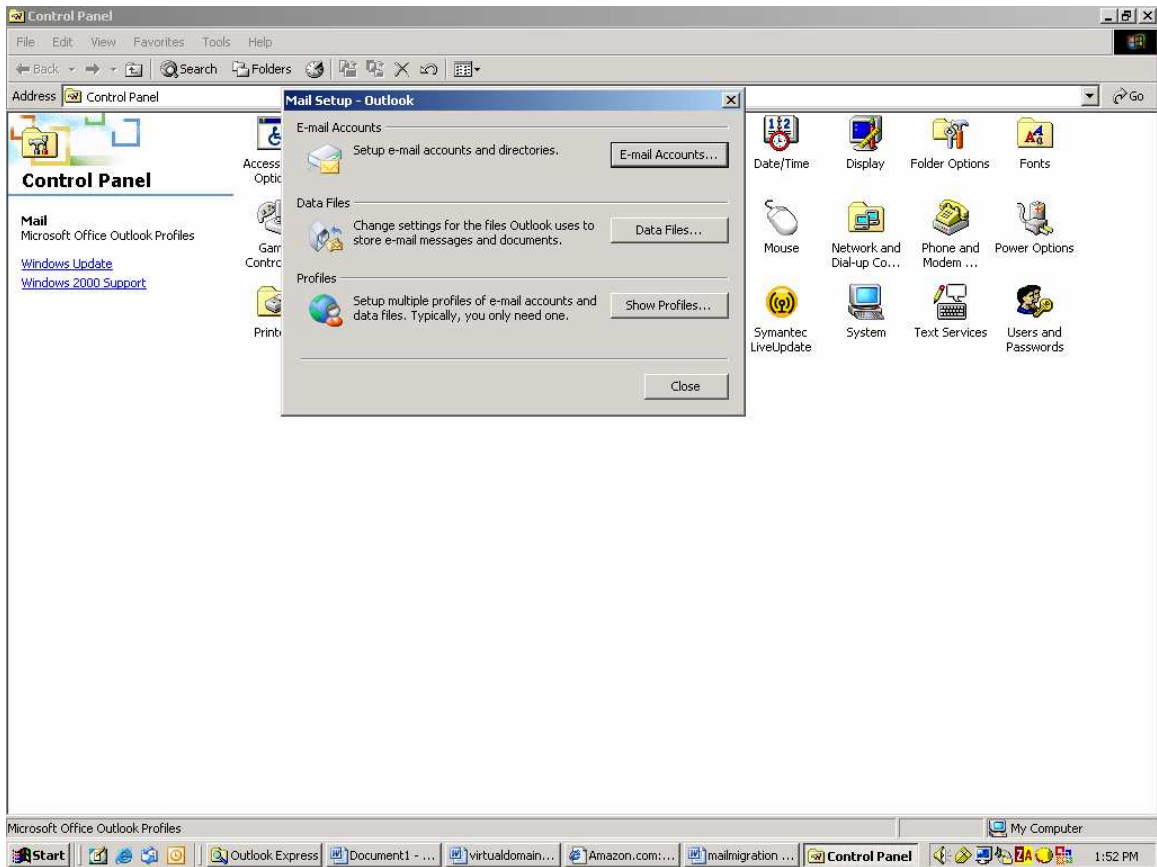 Control Panel
File Edit View Favorites Tools Help
Back Search Folders
Address Control Panel Go
Control Panel
Mail
Microsoft Office Outlook Profiles
Windows Update
Windows 2000 Support
Access
Optio
Gam
Contro
Printe
Mail Setup - Outlook
E-mail Accounts
Setup e-mail accounts and directories.
E-mail Accounts...
Data Files
Change settings for the files Outlook uses to
store e-mail messages and documents.
Data Files...
Profiles
Setup multiple profiles of e-mail accounts and
data files. Typically, you only need one.
Show Profiles...
Close
Date/Time Display Folder Options Fonts
Mouse Network and Dial-up Co... Phone and Modem ... Power Options
Symantec LiveUpdate System Text Services Users and Passwords
Microsoft Office Outlook Profiles My Computer
Start Outlook Express Document1 - ... virtualdomain... Amazon.com:... mailmigration ... Control Panel ZA 1:52 PM